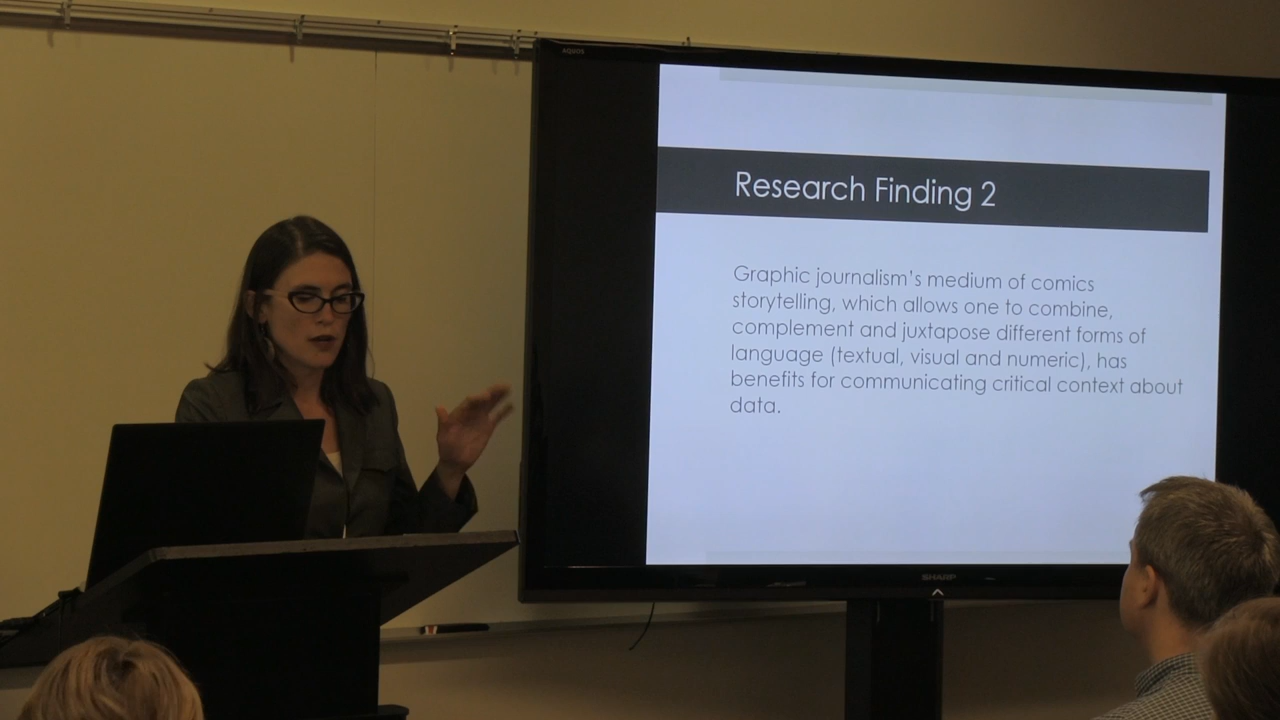 AQUOS
Research Finding 2
Graphic journalism's medium of comics
storytelling, which allows one to combine,
complement and juxtapose different forms of
language (textual, visual and numeric), has
benefits for communicating critical context about
data.
SHARP